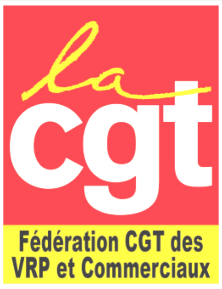 la
cgt
Fédération CGT des
VRP et Commerciaux